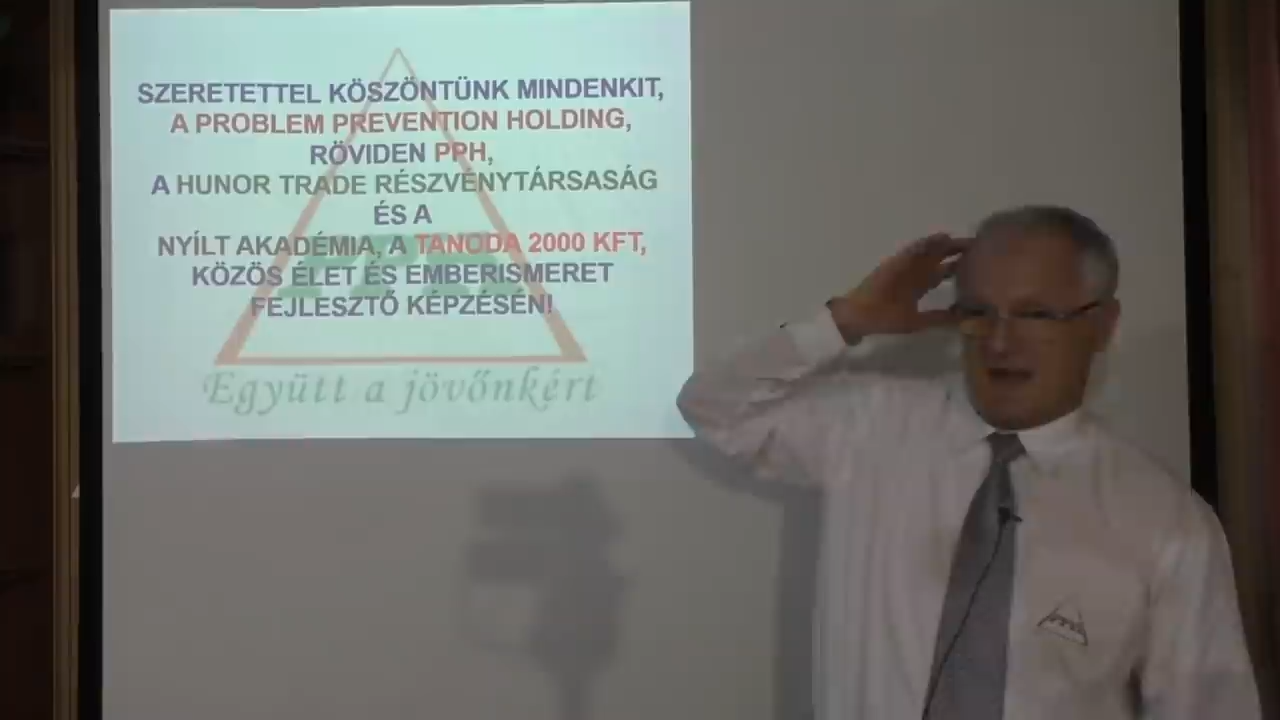 SZERETETTEL KÖSZÖNTÜNK MINDENKIT,
A PROBLEM PREVENTION HOLDING,
RÖVIDEN PPH,
A HUNOR TRADE RÉSZVÉNYTÁRSASÁG
ÉS A
NYÍLT AKADÉMIA, A TANODA 2000 KFT,
KÖZÖS ÉLET ÉS EMBERISMERET
FEJLESZTŐ KÉPZÉSÉN!
Együtt a jövőnkért